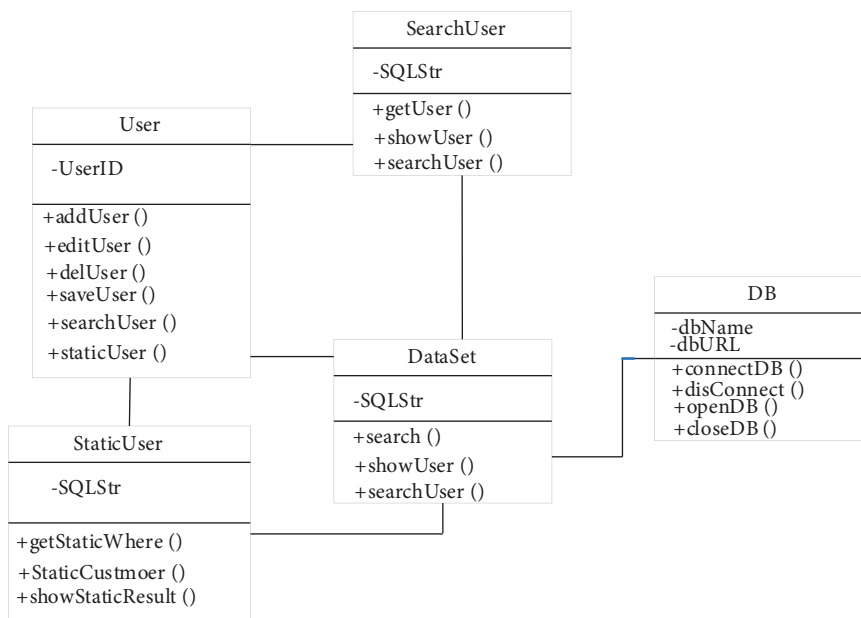 SearchUser
-SQLStr
+getUser ()
+showUser ()
+searchUser ()
User
-UserID
+addUser ()
+editUser ()
+delUser ()
+saveUser ()
+searchUser ()
+staticUser ()
DB
-dbName
-dbURL
+connectDB ()
+disConnect ()
+openDB ()
+closeDB ()
DataSet
-SQLStr
+search ()
+showUser ()
+searchUser ()
StaticUser
-SQLStr
+getStaticWhere ()
+StaticCustmoer ()
+showStaticResult ()